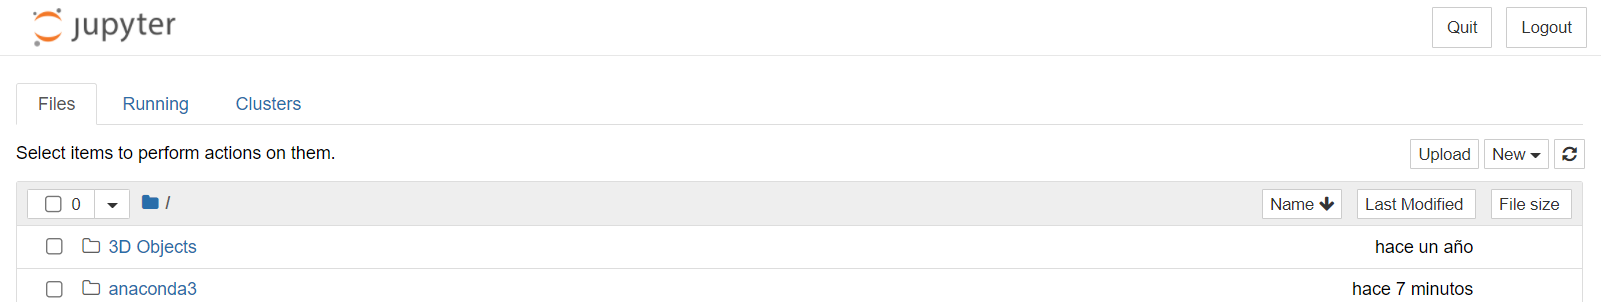 jupyter
Quit Logout
Files Running Clusters
Select items to perform actions on them.
Upload New
0 / Name Last Modified File size
3D Objects hace un año
anaconda3 hace 7 minutos